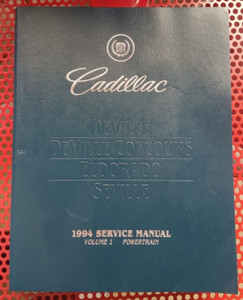 Cadillac
DEVILLE
DEVILLE CONCOURS
ELDORADO
SEVILLE
1994 SERVICE MANUAL
VOLUME 1 POWERTRAIN